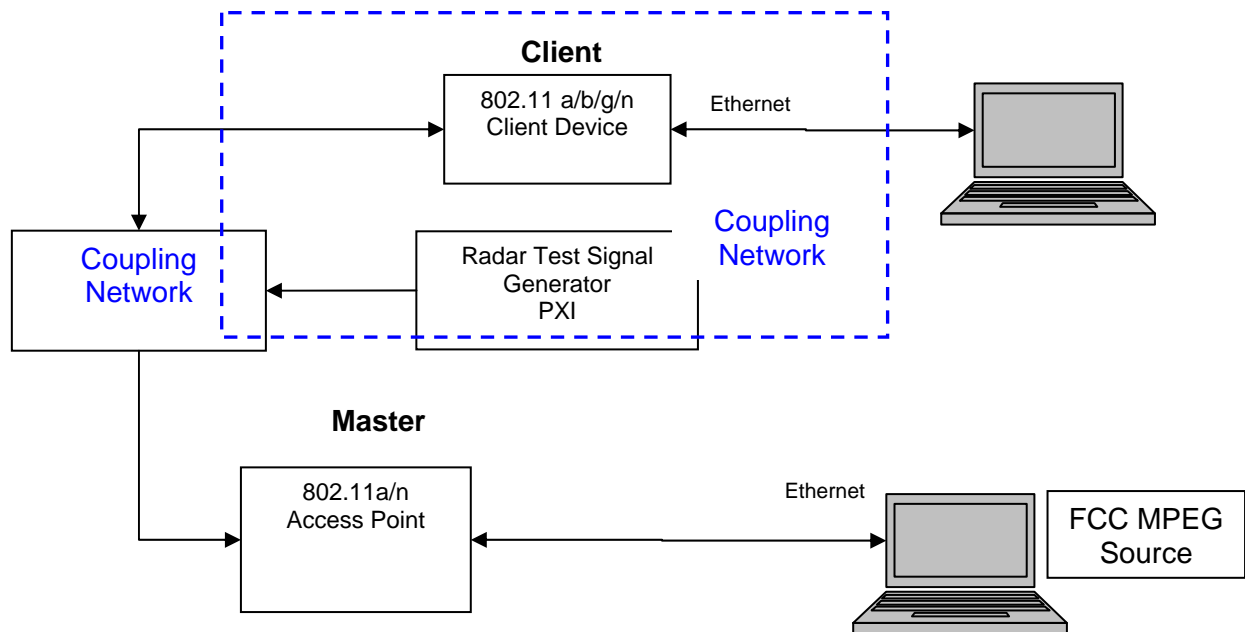 Client
802.11 a/b/g/n
Client Device
Ethernet
Coupling
Network
Radar Test Signal
Generator
PXI
Coupling
Network
Master
802.11a/n
Access Point
Ethernet
FCC MPEG
Source